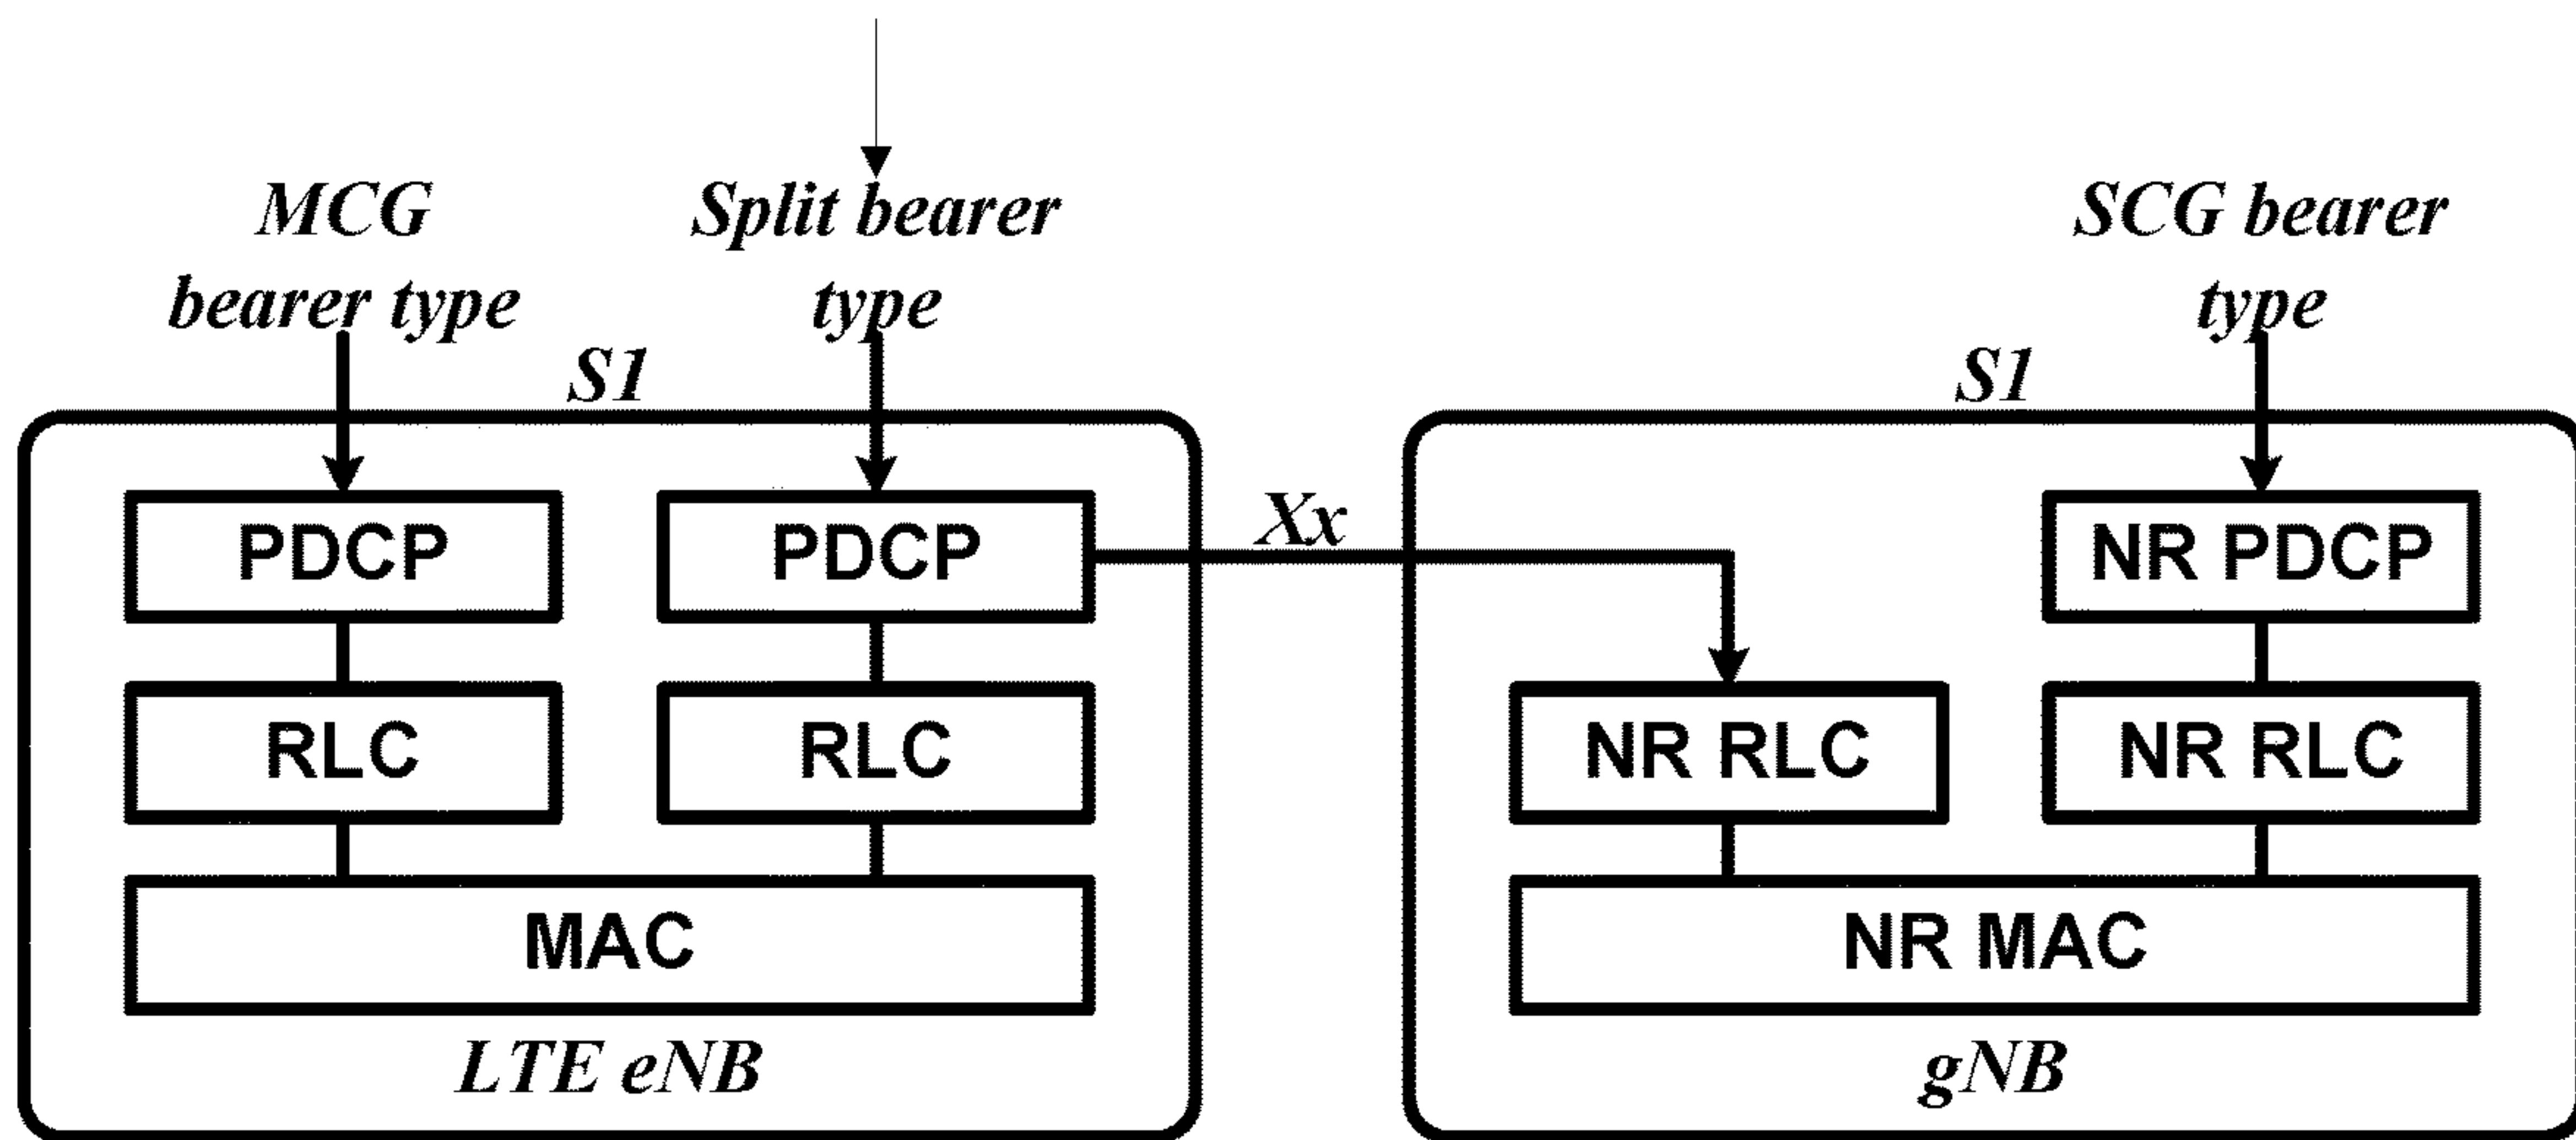 MCG
bearer type
Split bearer
type
SCG bearer
type
S1
S1
PDCP
PDCP
Xx
NR PDCP
RLC
RLC
NR RLC
NR RLC
MAC
NR MAC
LTE eNB
gNB